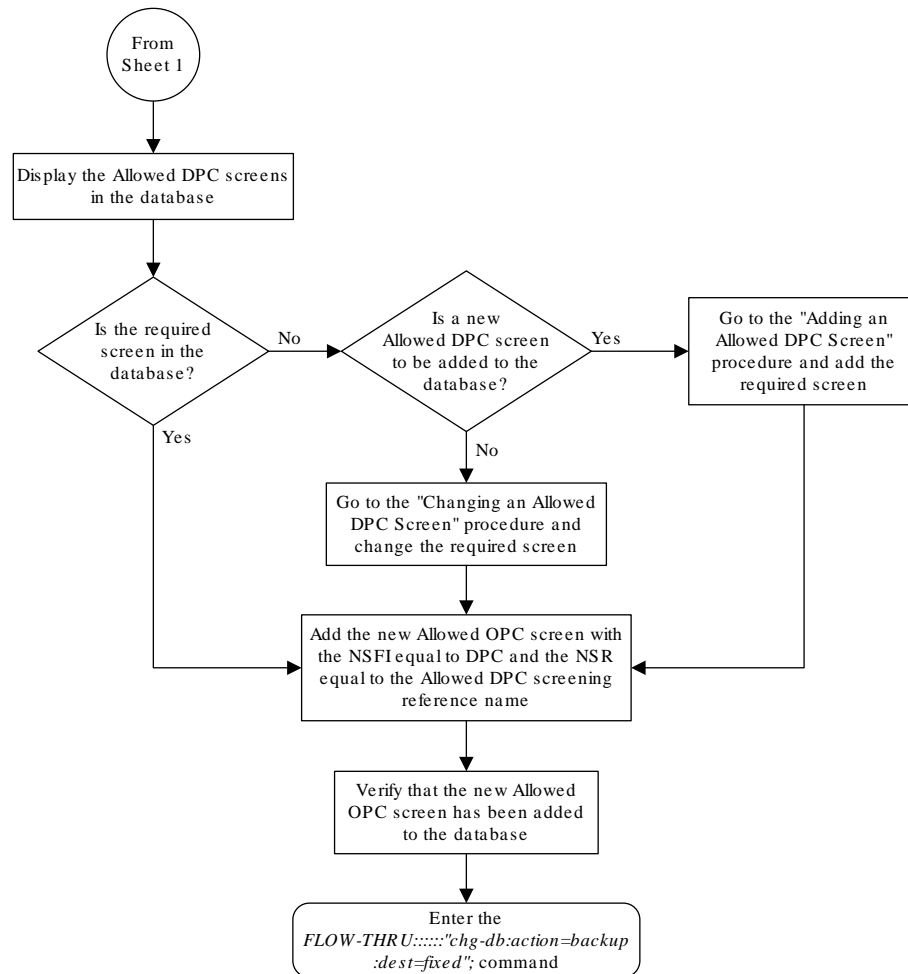 From
Sheet 1
Display the Allowed DPC screens
in the database
Is the required
screen in the
database?
No
Yes
Is a new
Allowed DPC screen
to be added to the
database?
Yes
No
Go to the "Adding an
Allowed DPC Screen"
procedure and add the
required screen
Go to the "Changing an Allowed
DPC Screen" procedure and
change the required screen
Add the new Allowed OPC screen with
the NSFI equal to DPC and the NSR
equal to the Allowed DPC screening
reference name
Verify that the new Allowed
OPC screen has been added
to the database
Enter the
FLOW-THRU::::::"chg-db:action=backup
:dest=fixed"; command